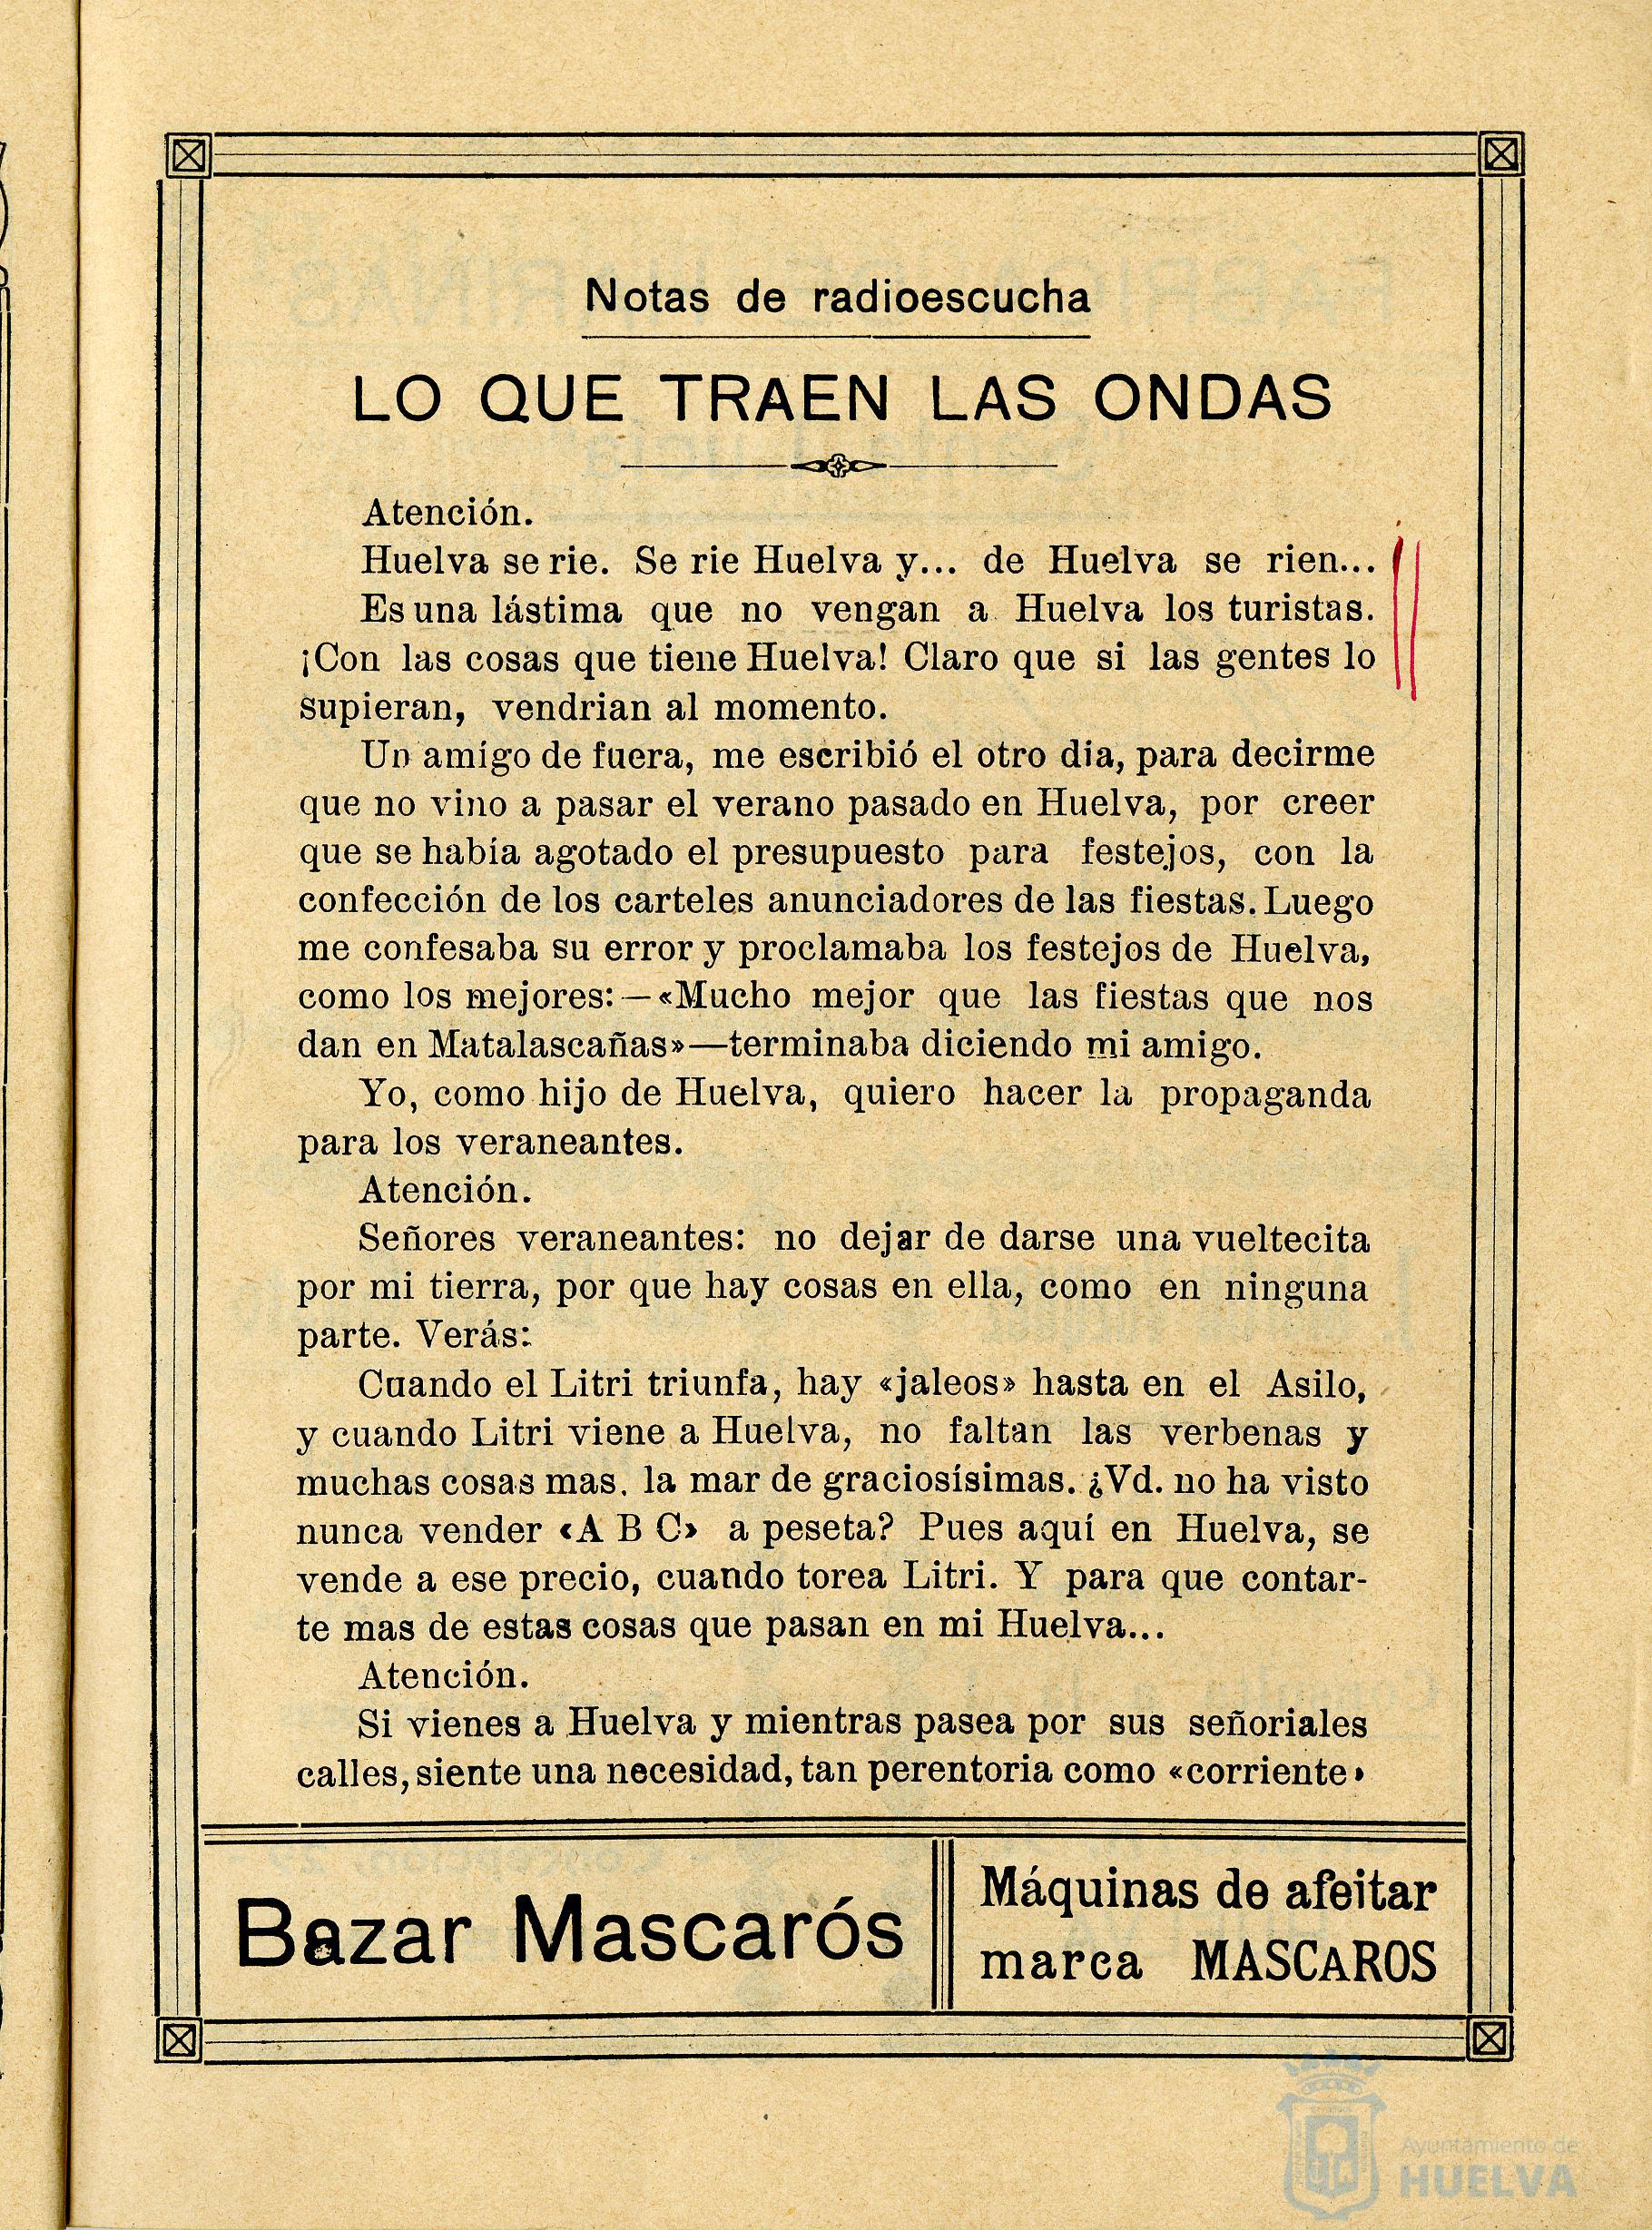 Notas de radioescucha
LO QUE TRAEN LAS ONDAS
Atención.
Huelva se rie. Se rie Huelva y... de Huelva se rien...
Es una lástima que no vengan a Huelva los turistas.
¡Con las cosas que tiene Huelva! Claro que si las gentes lo
supieran, vendrian al momento.
Un amigo de fuera, me escribió el otro dia, para decirme
que no vino a pasar el verano pasado en Huelva, por creer
que se había agotado el presupuesto para festejos, con la
confección de los carteles anunciadores de las fiestas. Luego
me confesaba su error y proclamaba los festejos de Huelva,
como los mejores:—«Mucho mejor que las fiestas que nos
dan en Matalascañas»—terminaba diciendo mi amigo.
Yo, como hijo de Huelva, quiero hacer la propaganda
para los veraneantes.
Atención.
Señores veraneantes: no dejar de darse una vueltecita
por mi tierra, por que hay cosas en ella, como en ninguna
parte. Verás:
Cuando el Litri triunfa, hay «jaleos» hasta en el Asilo,
y cuando Litri viene a Huelva, no faltan las verbenas y
muchas cosas mas. la mar de graciosísimas. ¿Vd. no ha visto
nunca vender «A B C» a peseta? Pues aquí en Huelva, se
vende a ese precio, cuando torea Litri. Y para que contar-
te mas de estas cosas que pasan en mi Huelva...
Atención.
Si vienes a Huelva y mientras pasea por sus señoriales
calles, siente una necesidad, tan perentoria como «corriente»
Bazar Mascarós
Máquinas de afeitar
marca MASCAROS
Ayuntamiento de
HUELVA